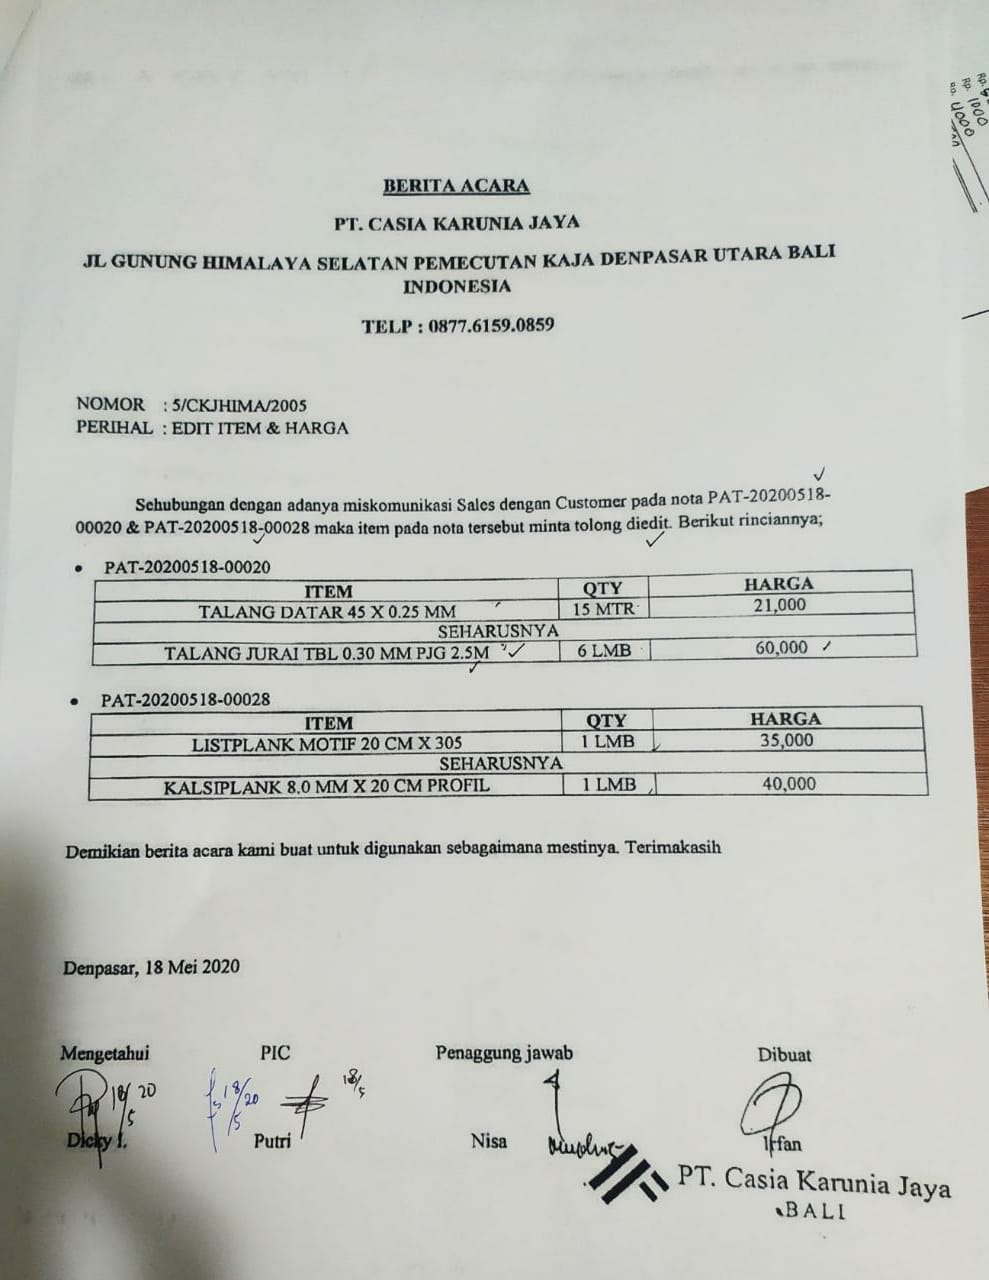 Rp.
Rp. 1000
Rp. 4000
BERITA ACARA
PT. CASIA KARUNIA JAYA
JL GUNUNG HIMALAYA SELATAN PEMECUTAN KAJA DENPASAR UTARA BALI
INDONESIA
TELP : 0877.6159.0859
NOMOR : 5/CKJHIMA/2005
PERIHAL : EDIT ITEM & HARGA
Sehubungan dengan adanya miskomunikasi Sales dengan Customer pada nota PAT-20200518-
00020 & PAT-20200518-00028 maka item pada nota tersebut minta tolong diedit. Berikut rinciannya;
• PAT-20200518-00020
ITEM QTY HARGA
TALANG DATAR 45 X 0.25 MM 15 MTR 21,000
SEHARUSNYA
TALANG JURAI TBL 0.30 MM PJG 2.5M 6 LMB 60,000
• PAT-20200518-00028
ITEM QTY HARGA
LISTPLANK MOTIF 20 CM X 305 1 LMB 35,000
SEHARUSNYA
KALSIPLANK 8,0 MM X 20 CM PROFIL 1 LMB 40,000
Demikian berita acara kami buat untuk digunakan sebagaimana mestinya. Terimakasih
Denpasar, 18 Mei 2020
Mengetahui PIC Penaggung jawab Dibuat
18/5 20 18/5 20 18/5
Dicky I. Putri Nisa Irfan
PT. Casia Karunia Jaya
BALI